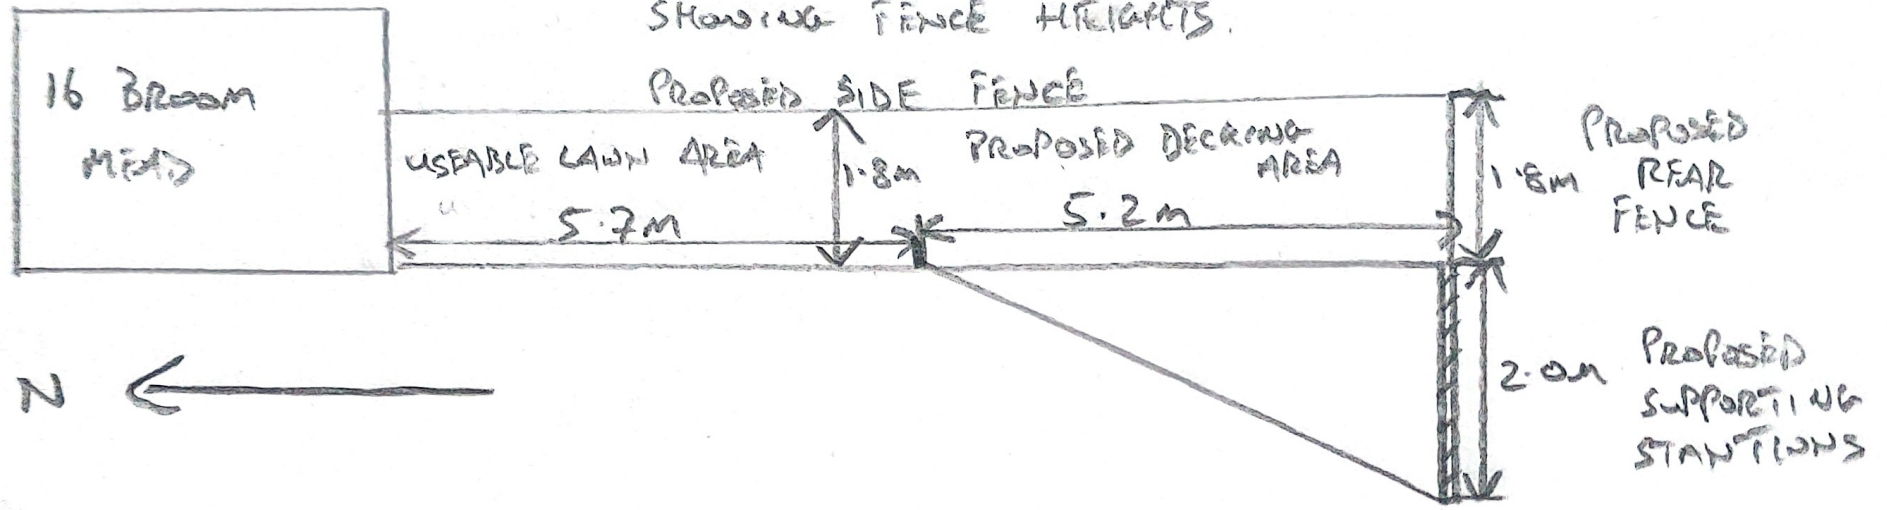 SHOWING FENCE HEIGHTS.
16 BROOM
MEAD
PROPOSED SIDE FENCE
USEABLE LAWN AREA
1.8m
PROPOSED DECKING
AREA
5.7m
5.2m
1.8m
PROPOSED
REAR
FENCE
N
2.0m
PROPOSED
SUPPORTING
STANTIONS